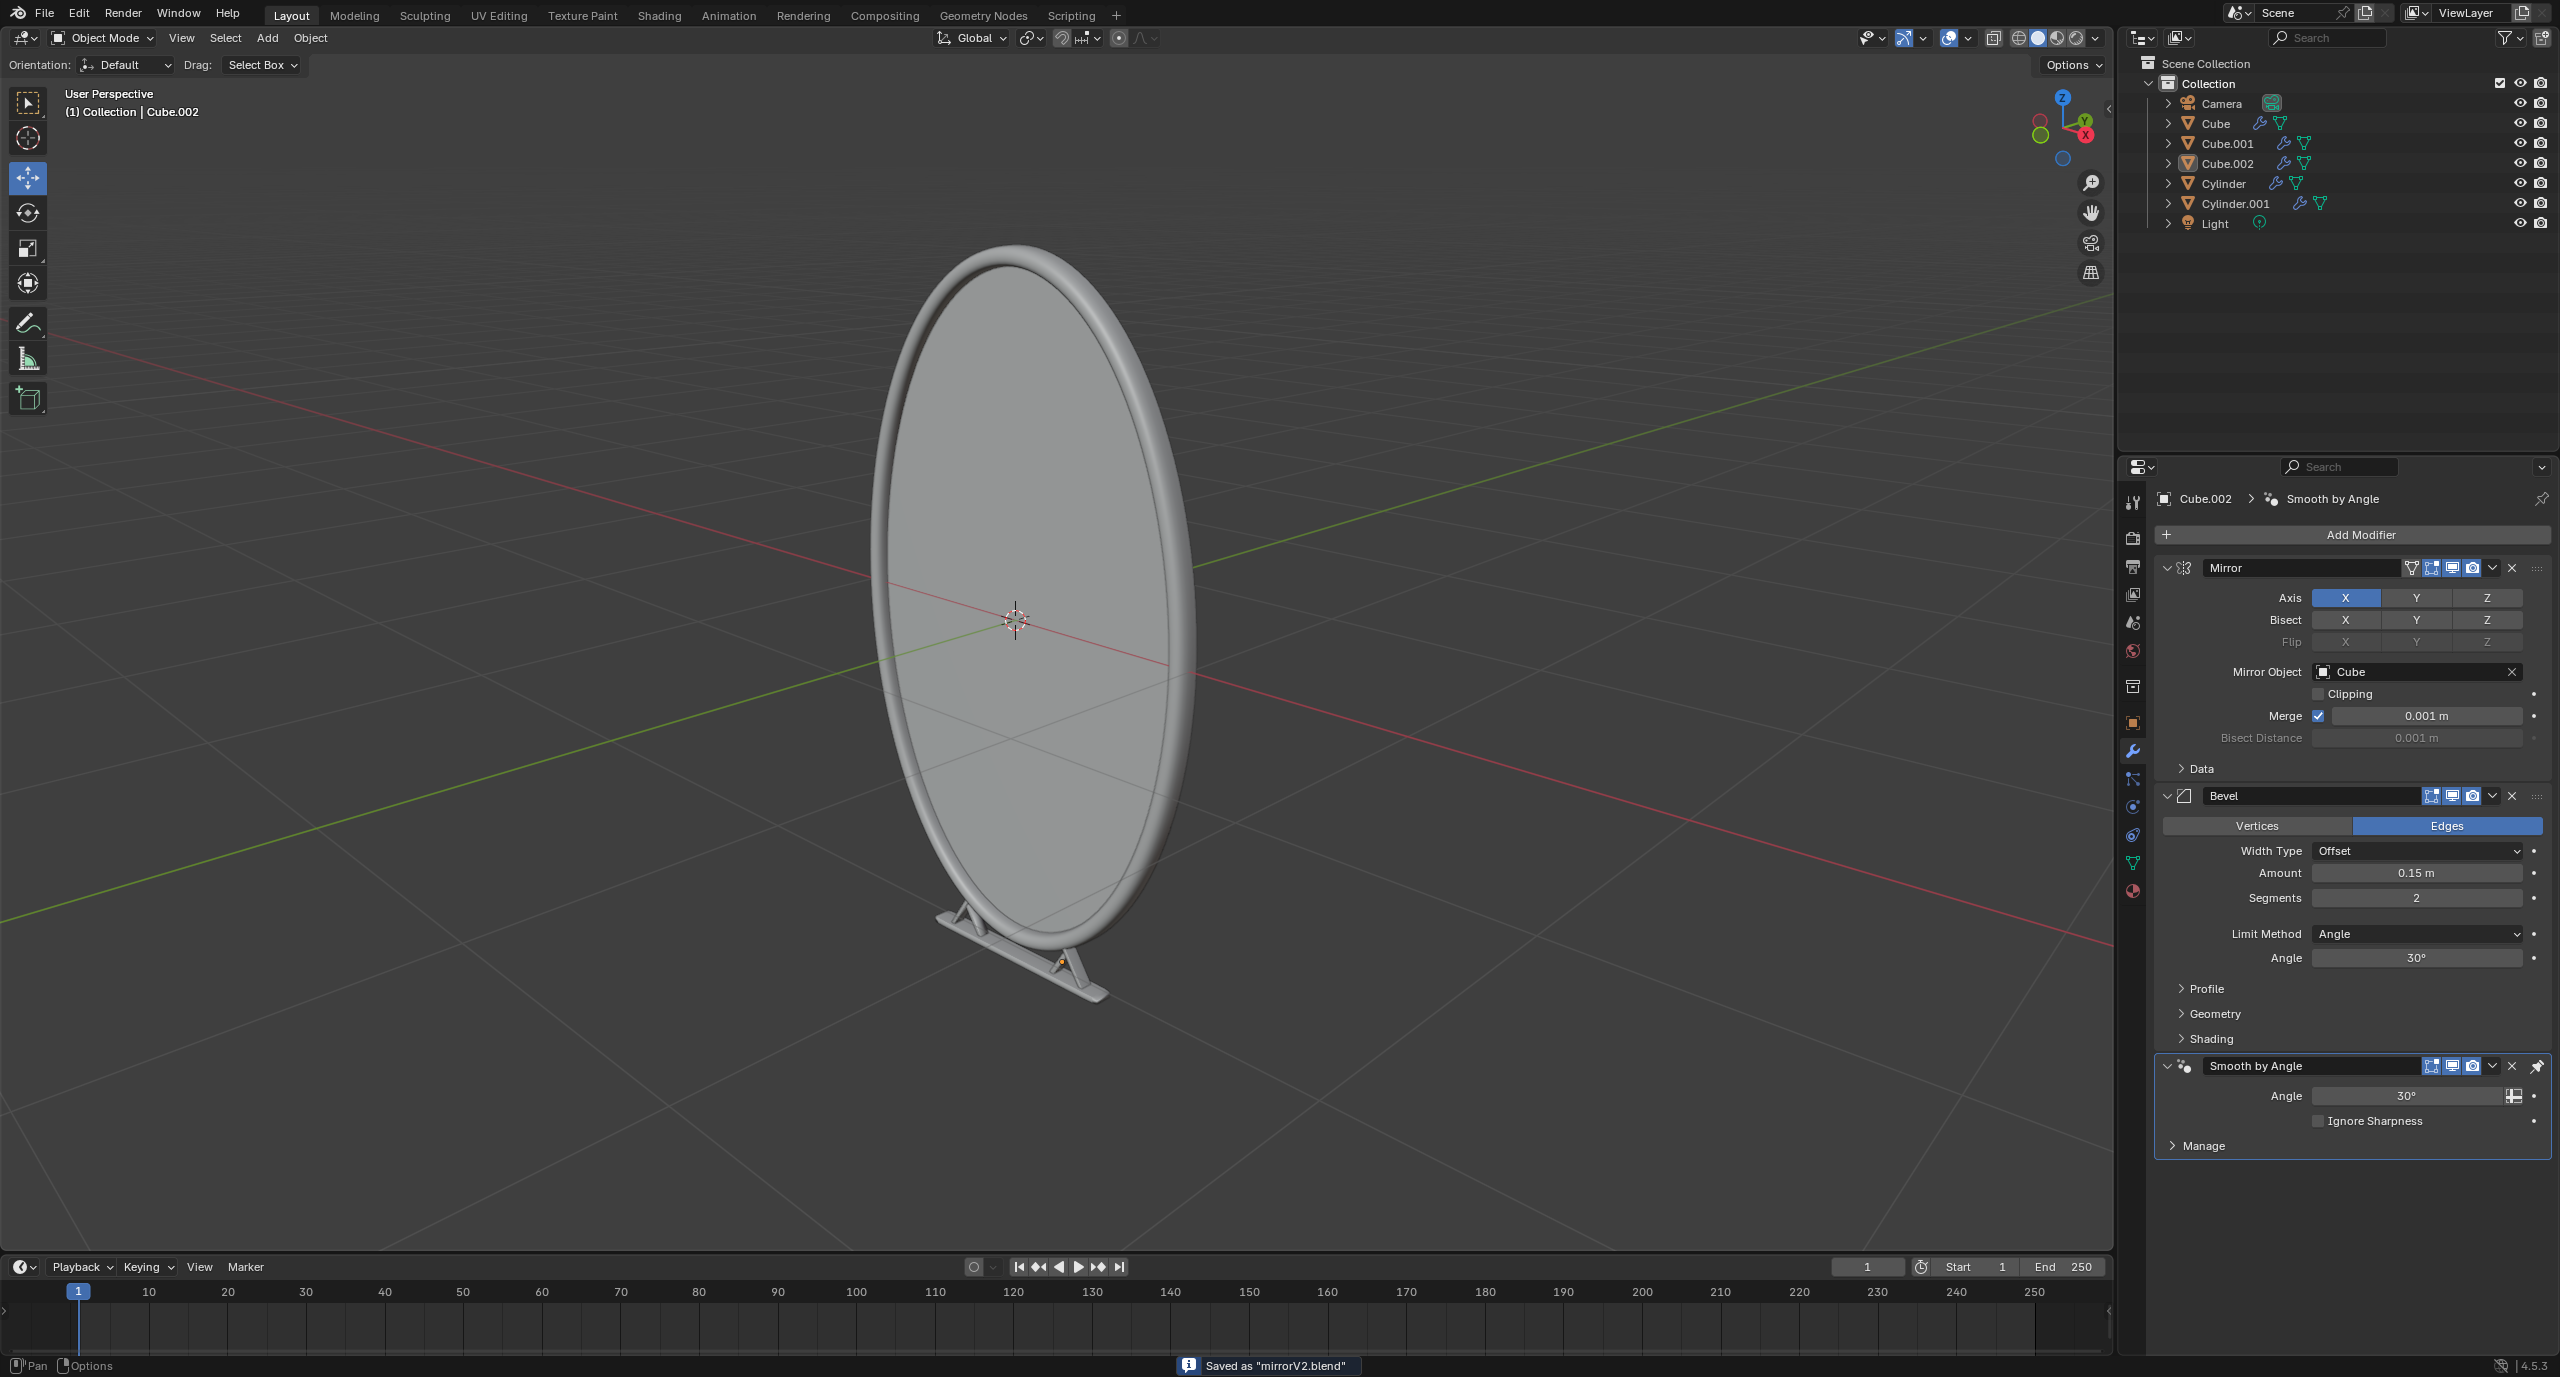 File Edit Render Window Help Layout Modeling Sculpting UV Editing Texture Paint Shading Animation Rendering Compositing Geometry Nodes Scripting + Scene ViewLayer
Object Mode View Select Add Object Global Search
Orientation: Default Drag: Select Box Options
User Perspective
(1) Collection | Cube.002
Z
Y
X
Scene Collection
Collection
Camera
Cube
Cube.001
Cube.002
Cylinder
Cylinder.001
Light
Search
Cube.002 > Smooth by Angle
+ Add Modifier
Mirror
Axis X Y Z
Bisect X Y Z
Flip X Y Z
Mirror Object Cube
Clipping
Merge 0.001 m
Bisect Distance 0.001 m
Data
Bevel
Vertices Edges
Width Type Offset
Amount 0.15 m
Segments 2
Limit Method Angle
Angle 30°
Profile
Geometry
Shading
Smooth by Angle
Angle 30°
Ignore Sharpness
Manage
Playback Keying View Marker 1 Start 1 End 250
1 10 20 30 40 50 60 70 80 90 100 110 120 130 140 150 160 170 180 190 200 210 220 230 240 250
Pan Options Saved as "mirrorV2.blend" 4.5.3